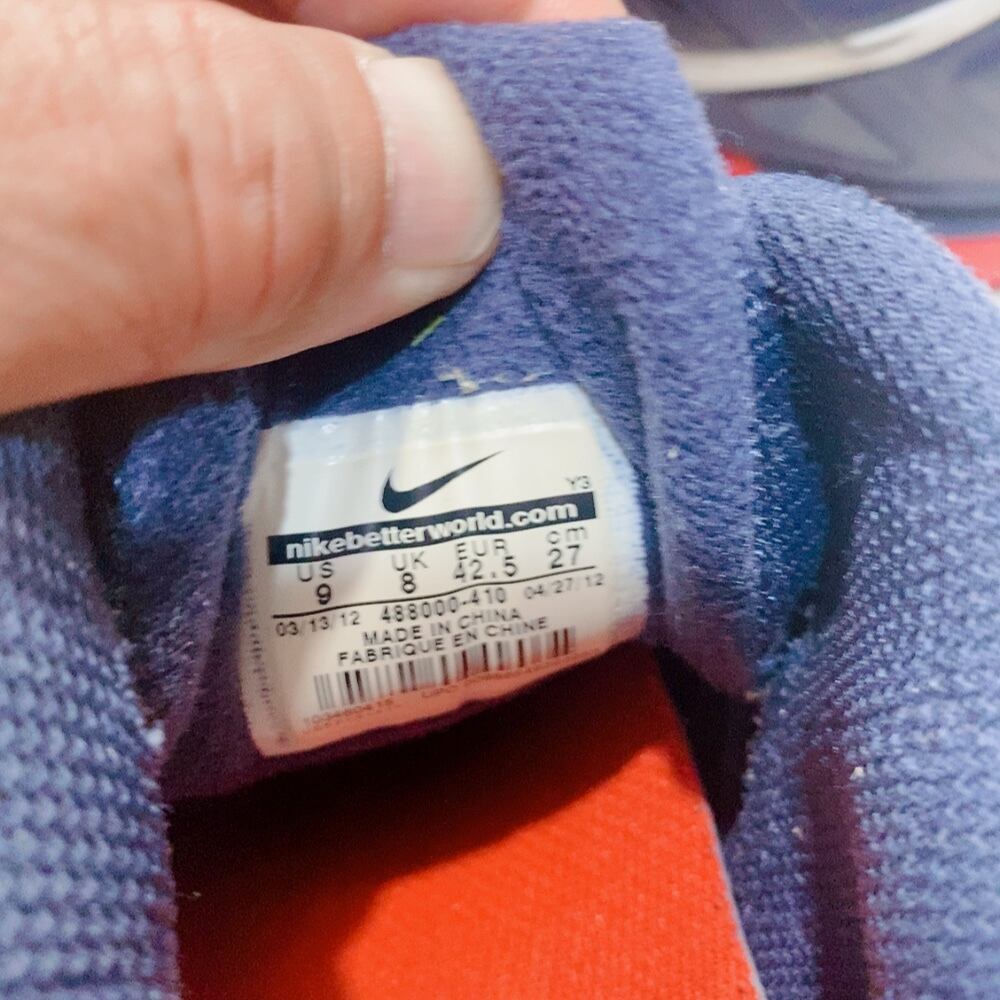 Y3
nikebetterworld.com
US UK EUR cm
9 8 42.5 27
03/13/12 488000-410 04/27/12
MADE IN CHINA
FABRIQUE EN CHINE